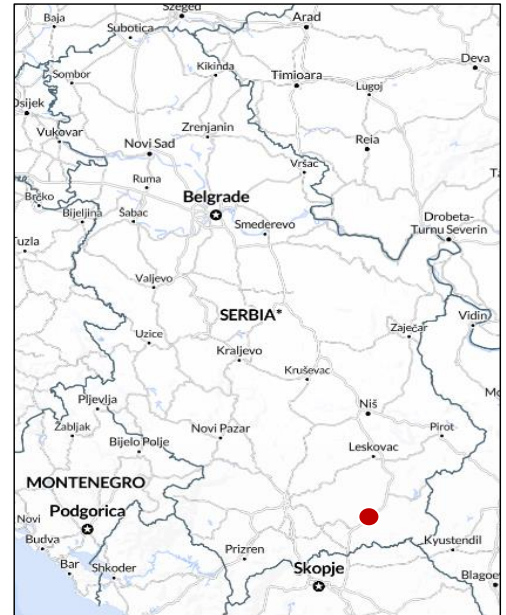 Szeged
Baja
Arad
Subotica
Deva
Sombor
Kikinda
Timioara
Lugoj
Osijek
Vukovar
Zrenjanin
Reia
Novi Sad
Vršac
Ruma
Brčko
Belgrade
Bijeljina
Šabac
Smederevo
Drobeta-
Turnu Severin
Tuzla
Valjevo
SERBIA*
Vidin
Zaječar
Uzice
Kraljevo
Kruševac
Pljevlja
Niš
Žabljak
Bijelo Polje
Novi Pazar
Pirot
Leskovac
MONTENEGRO
Podgorica
Novi
Budva
Kyustendil
Prizren
Bar
Shkoder
Skopje
Blagoe